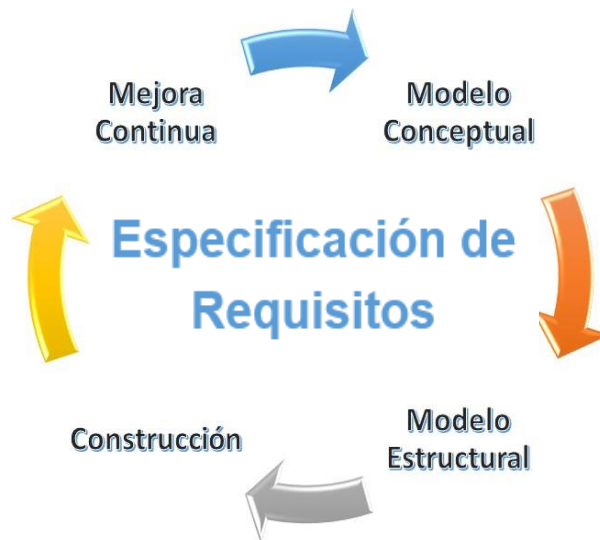 Mejora
Continua
Modelo
Conceptual
Especificación de
Requisitos
Construcción
Modelo
Estructural